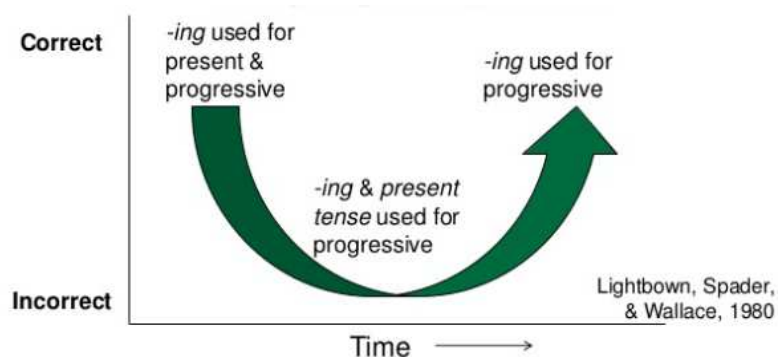 Correct
-ing used for
present &
progressive
-ing used for
progressive
-ing & present
tense used for
progressive
Incorrect
Lightbown, Spader,
& Wallace, 1980
Time